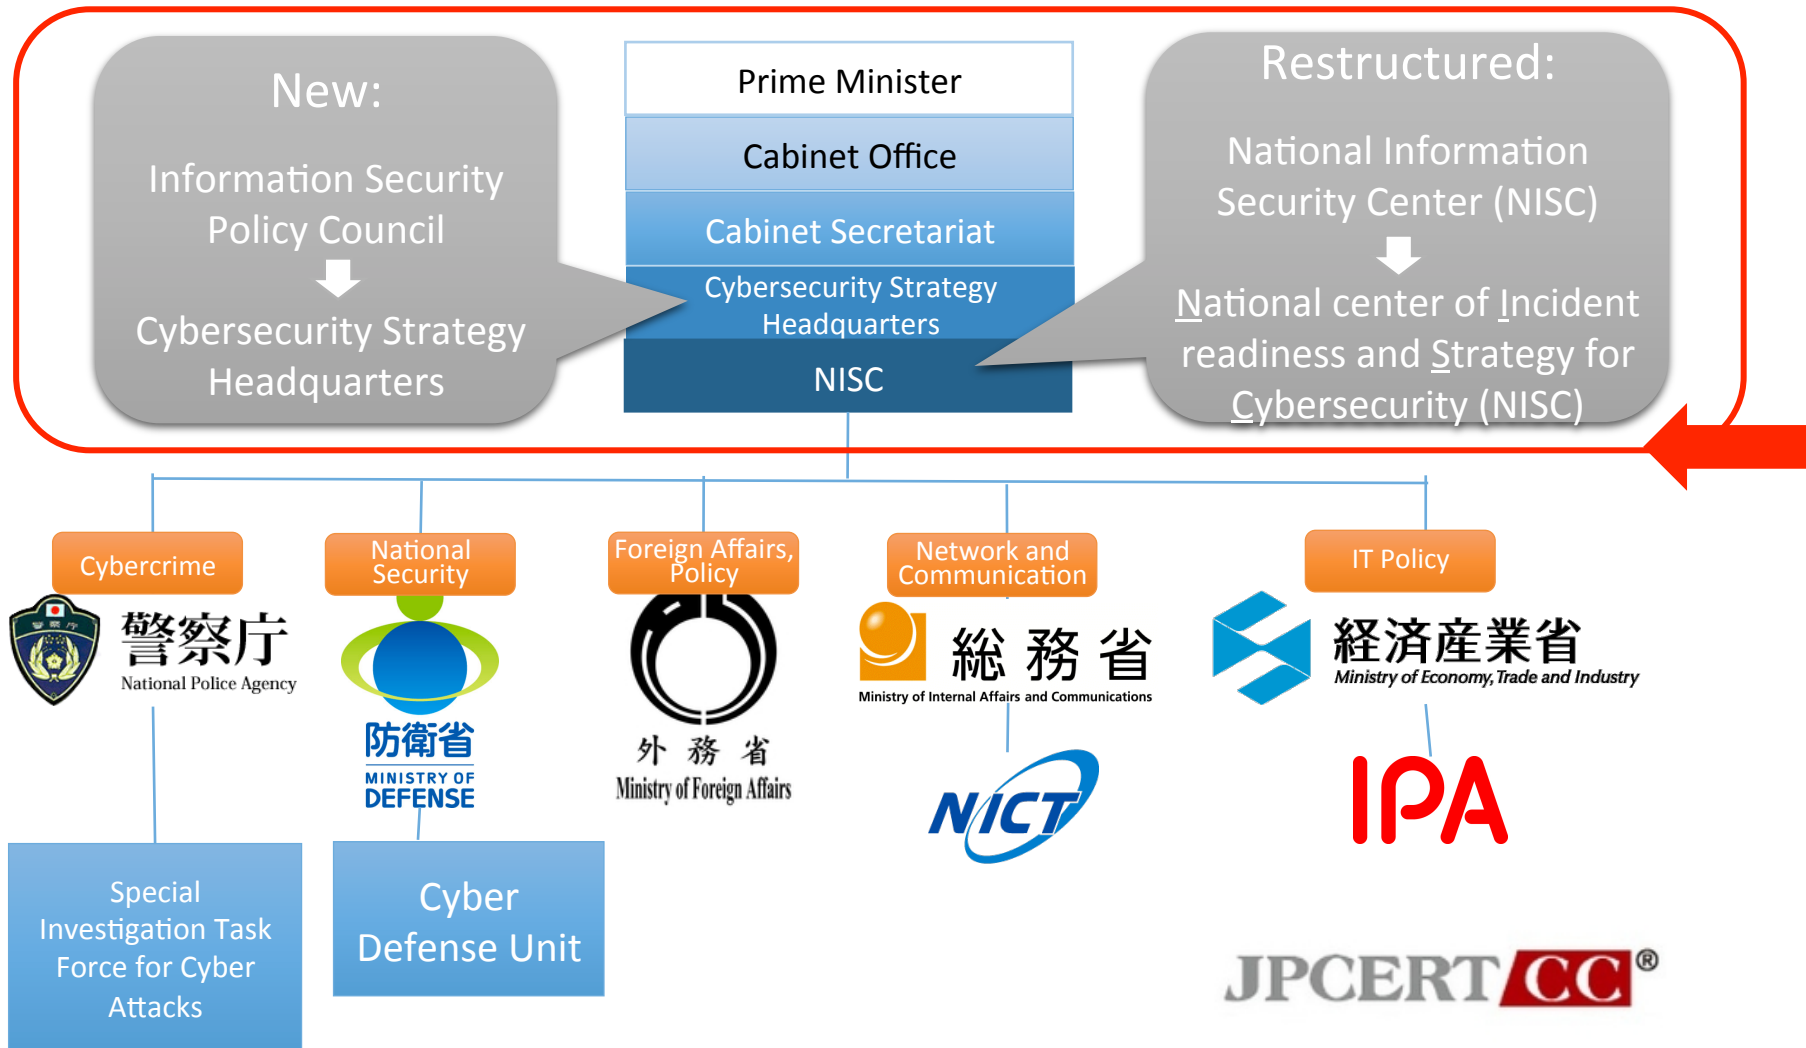 New:
Information Security
Policy Council
Cybersecurity Strategy
Headquarters
Prime Minister
Cabinet Office
Cabinet Secretariat
Cybersecurity Strategy
Headquarters
NISC
Restructured:
National Information
Security Center (NISC)
National center of Incident
readiness and Strategy for
Cybersecurity (NISC)
Cybercrime
National
Security
Foreign Affairs,
Policy
Network and
Communication
IT Policy
警察庁
警察庁
National Police Agency
防衛省
MINISTRY OF
DEFENSE
外務省
Ministry of Foreign Affairs
総務省
Ministry of Internal Affairs and Communications
経済産業省
Ministry of Economy, Trade and Industry
NICT
IPA
Special
Investigation Task
Force for Cyber
Attacks
Cyber
Defense Unit
JPCERT CC®